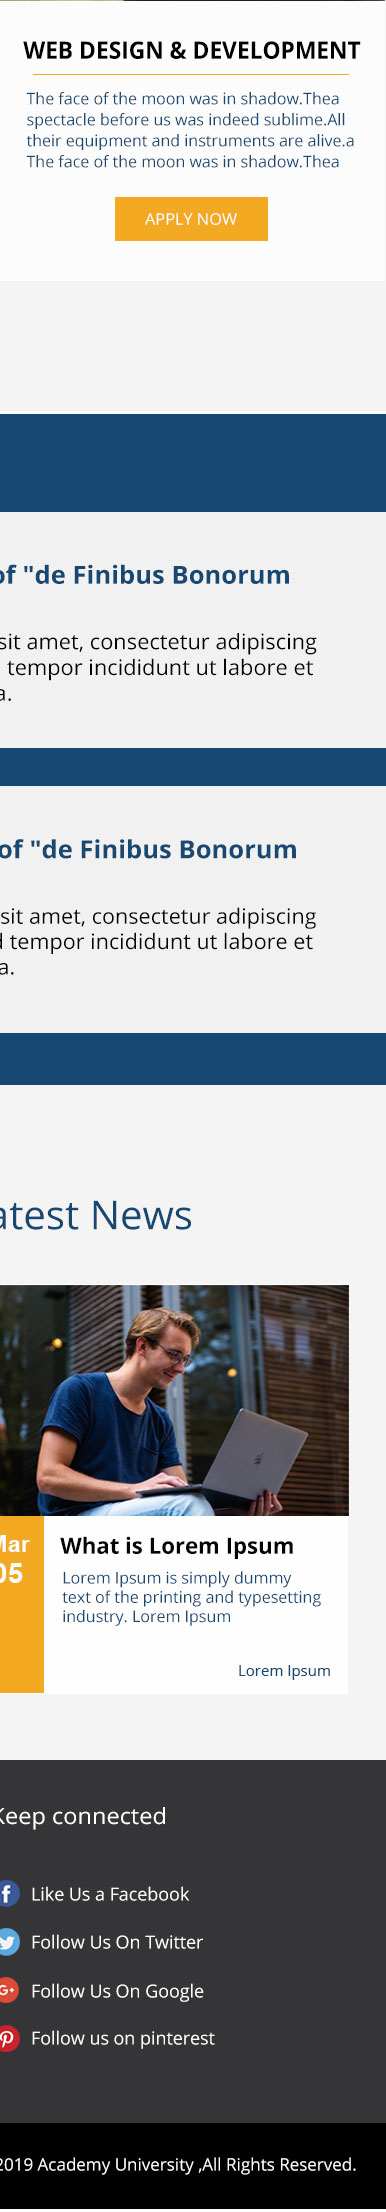 WEB DESIGN & DEVELOPMENT
The face of the moon was in shadow.Thea
spectacle before us was indeed sublime.All
their equipment and instruments are alive.a
The face of the moon was in shadow.Thea
APPLY NOW
of "de Finibus Bonorum
sit amet, consectetur adipiscing
tempor incididunt ut labore et
a.
of "de Finibus Bonorum
sit amet, consectetur adipiscing
d tempor incididunt ut labore et
a.
atest News
Mar
05
What is Lorem Ipsum
Lorem Ipsum is simply dummy
text of the printing and typesetting
industry. Lorem Ipsum
Lorem Ipsum
Keep connected
Like Us a Facebook
Follow Us On Twitter
Follow Us On Google
Follow us on pinterest
2019 Academy University ,All Rights Reserved.